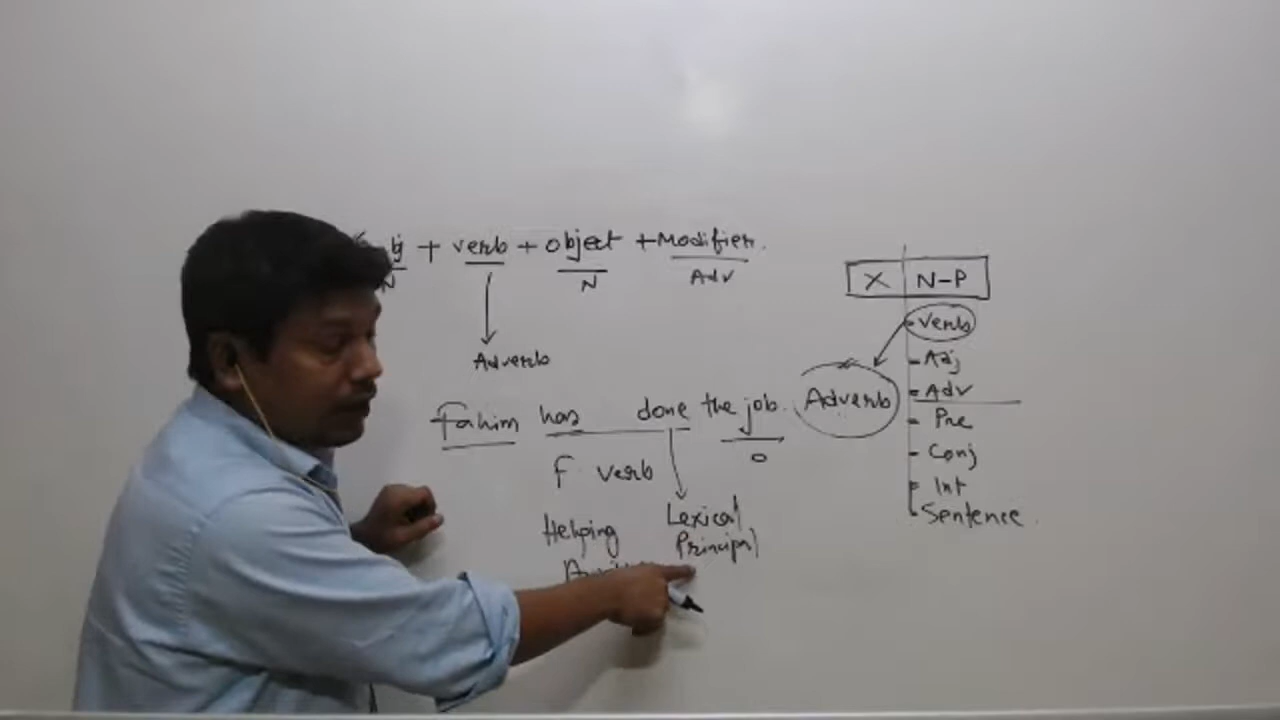 bj + verb + object + Modifier.
N N Adv
Adverb
Fahim has done the job.
O
F. verb
Helping Lexical
Principal
X N-P
- Verb
Adverb
- Adj
- Adv
- Pre
- Conj
- Int
- Sentence.